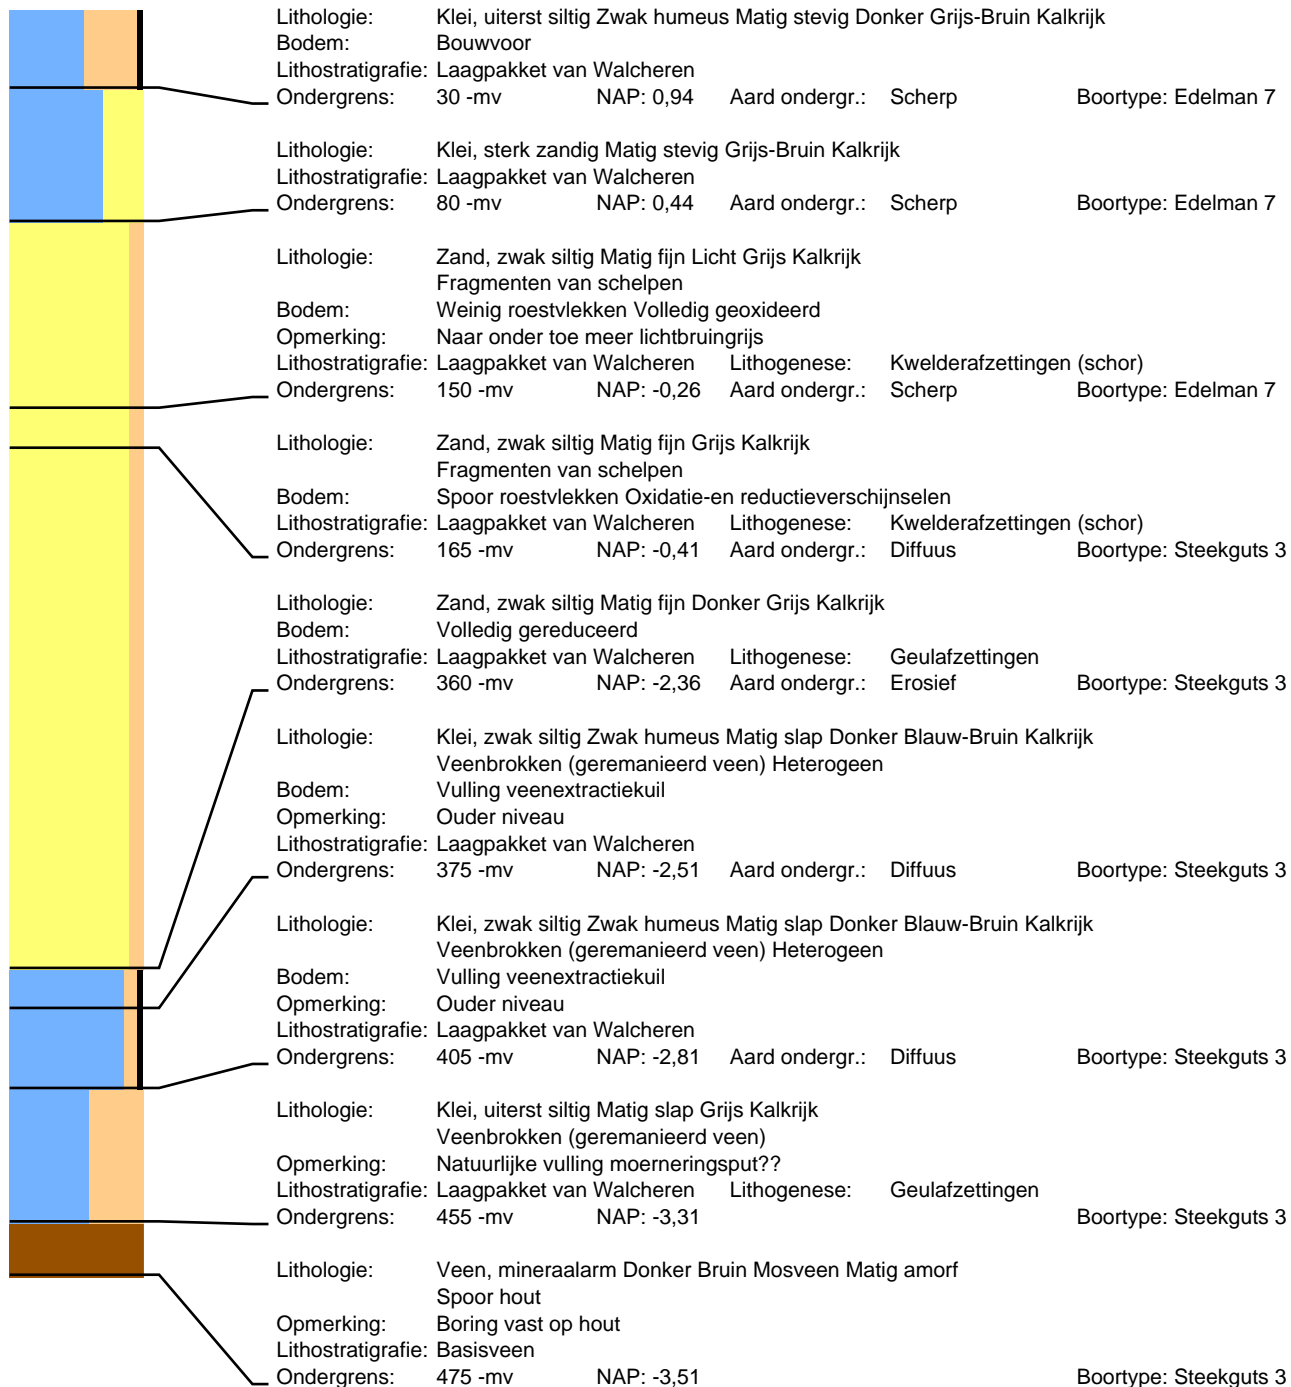 Lithologie: Klei, uiterst siltig Zwak humeus Matig stevig Donker Grijs-Bruin Kalkrijk
Bodem: Bouwvoor
Lithostratigrafie: Laagpakket van Walcheren
Ondergrens: 30 -mv NAP: 0,94 Aard ondergr.: Scherp Boortype: Edelman 7
Lithologie: Klei, sterk zandig Matig stevig Grijs-Bruin Kalkrijk
Lithostratigrafie: Laagpakket van Walcheren
Ondergrens: 80 -mv NAP: 0,44 Aard ondergr.: Scherp Boortype: Edelman 7
Lithologie: Zand, zwak siltig Matig fijn Licht Grijs Kalkrijk
Fragmenten van schelpen
Bodem: Weinig roestvlekken Volledig geoxideerd
Opmerking: Naar onder toe meer lichtbruingrijs
Lithostratigrafie: Laagpakket van Walcheren Lithogenese: Kwelderafzettingen (schor)
Ondergrens: 150 -mv NAP: -0,26 Aard ondergr.: Scherp Boortype: Edelman 7
Lithologie: Zand, zwak siltig Matig fijn Grijs Kalkrijk
Fragmenten van schelpen
Bodem: Spoor roestvlekken Oxidatie-en reductieverschijnselen
Lithostratigrafie: Laagpakket van Walcheren Lithogenese: Kwelderafzettingen (schor)
Ondergrens: 165 -mv NAP: -0,41 Aard ondergr.: Diffuus Boortype: Steekguts 3
Lithologie: Zand, zwak siltig Matig fijn Donker Grijs Kalkrijk
Bodem: Volledig gereduceerd
Lithostratigrafie: Laagpakket van Walcheren Lithogenese: Geulafzettingen
Ondergrens: 360 -mv NAP: -2,36 Aard ondergr.: Erosief Boortype: Steekguts 3
Lithologie: Klei, zwak siltig Zwak humeus Matig slap Donker Blauw-Bruin Kalkrijk
Veenbrokken (geremanieerd veen) Heterogeen
Bodem: Vulling veenextractiekuil
Opmerking: Ouder niveau
Lithostratigrafie: Laagpakket van Walcheren
Ondergrens: 375 -mv NAP: -2,51 Aard ondergr.: Diffuus Boortype: Steekguts 3
Lithologie: Klei, zwak siltig Zwak humeus Matig slap Donker Blauw-Bruin Kalkrijk
Veenbrokken (geremanieerd veen) Heterogeen
Bodem: Vulling veenextractiekuil
Opmerking: Ouder niveau
Lithostratigrafie: Laagpakket van Walcheren
Ondergrens: 405 -mv NAP: -2,81 Aard ondergr.: Diffuus Boortype: Steekguts 3
Lithologie: Klei, uiterst siltig Matig slap Grijs Kalkrijk
Veenbrokken (geremanieerd veen)
Opmerking: Natuurlijke vulling moerneringsput??
Lithostratigrafie: Laagpakket van Walcheren Lithogenese: Geulafzettingen
Ondergrens: 455 -mv NAP: -3,31 Boortype: Steekguts 3
Lithologie: Veen, mineraalarm Donker Bruin Mosveen Matig amorf
Spoor hout
Opmerking: Boring vast op hout
Lithostratigrafie: Basisveen
Ondergrens: 475 -mv NAP: -3,51 Boortype: Steekguts 3